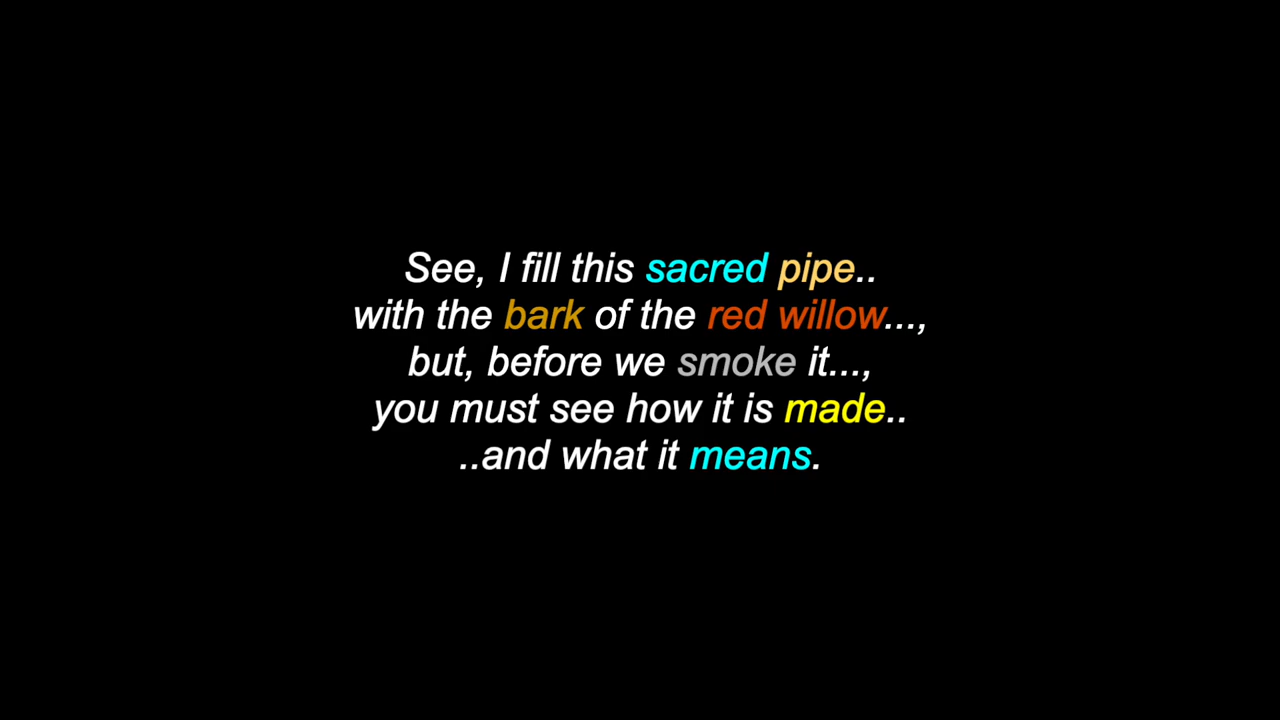 See, I fill this sacred pipe..
with the bark of the red willow...,
but, before we smoke it...,
you must see how it is made..
..and what it means.